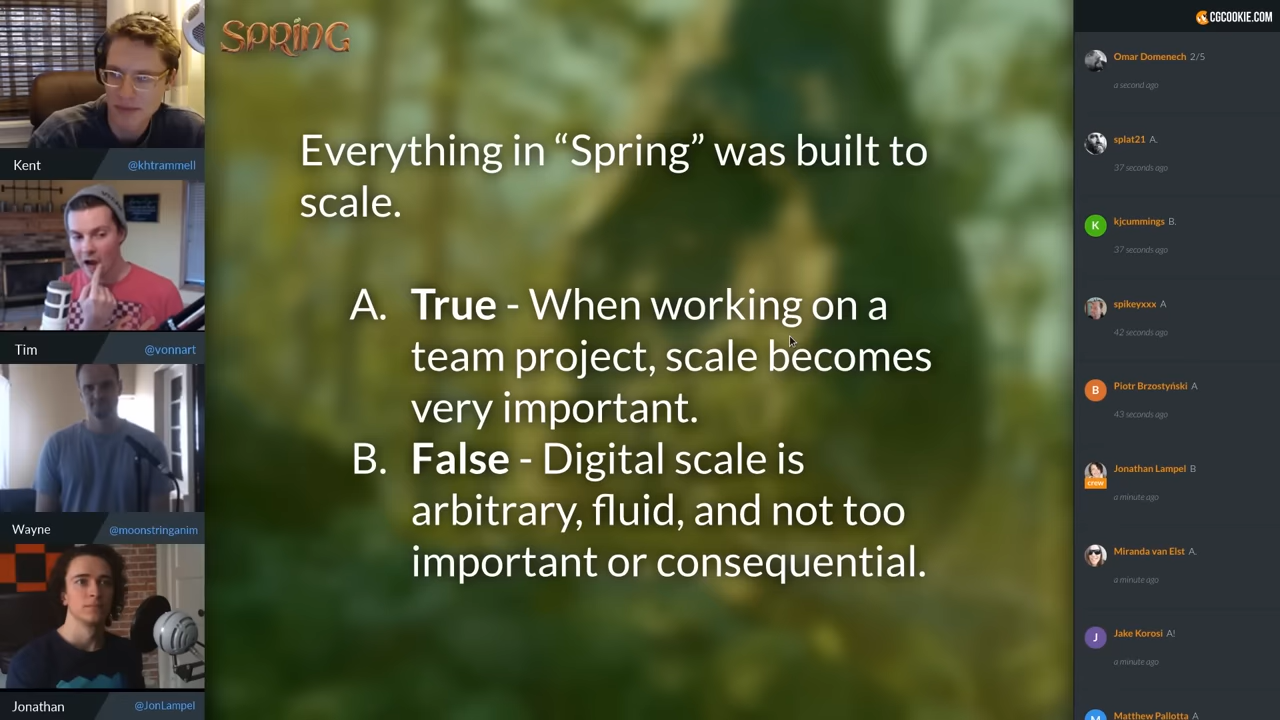 Kent
@khtrammell
Tim
@vonnart
Wayne
@moonstringanim
Jonathan
@JonLampel
SPRING
Everything in “Spring” was built to
scale.
A. True - When working on a
team project, scale becomes
very important.
B. False - Digital scale is
arbitrary, fluid, and not too
important or consequential.
CGCOOKIE.COM
Omar Domenech 2/5
a second ago
splat21 A.
37 seconds ago
K
kjcummings B.
37 seconds ago
spikeyxxx A
42 seconds ago
B
Piotr Brzostyński A
43 seconds ago
Jonathan Lampel B
crew
a minute ago
Miranda van Elst A.
a minute ago
J
Jake Korosi A!
a minute ago
Matthew Pallotta A